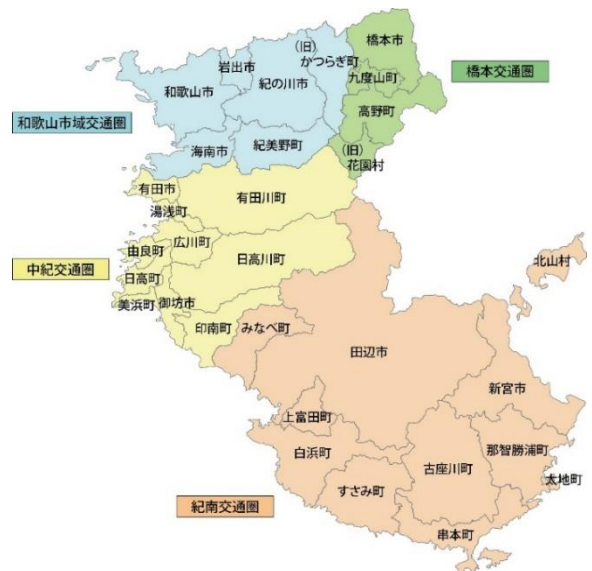 橋本市
(旧)
かつらぎ町
岩出市
紀の川市
九度山町
橋本交通圏
和歌山市
高野町
和歌山市域交通圏
海南市
紀美野町
(旧)
花園村
有田市
有田川町
湯浅町
広川町
由良町
中紀交通圏
日高川町
北山村
日高町
美浜町
御坊市
印南町
みなべ町
田辺市
新宮市
上富田町
白浜町
那智勝浦町
古座川町
太地町
すさみ町
紀南交通圏
串本町